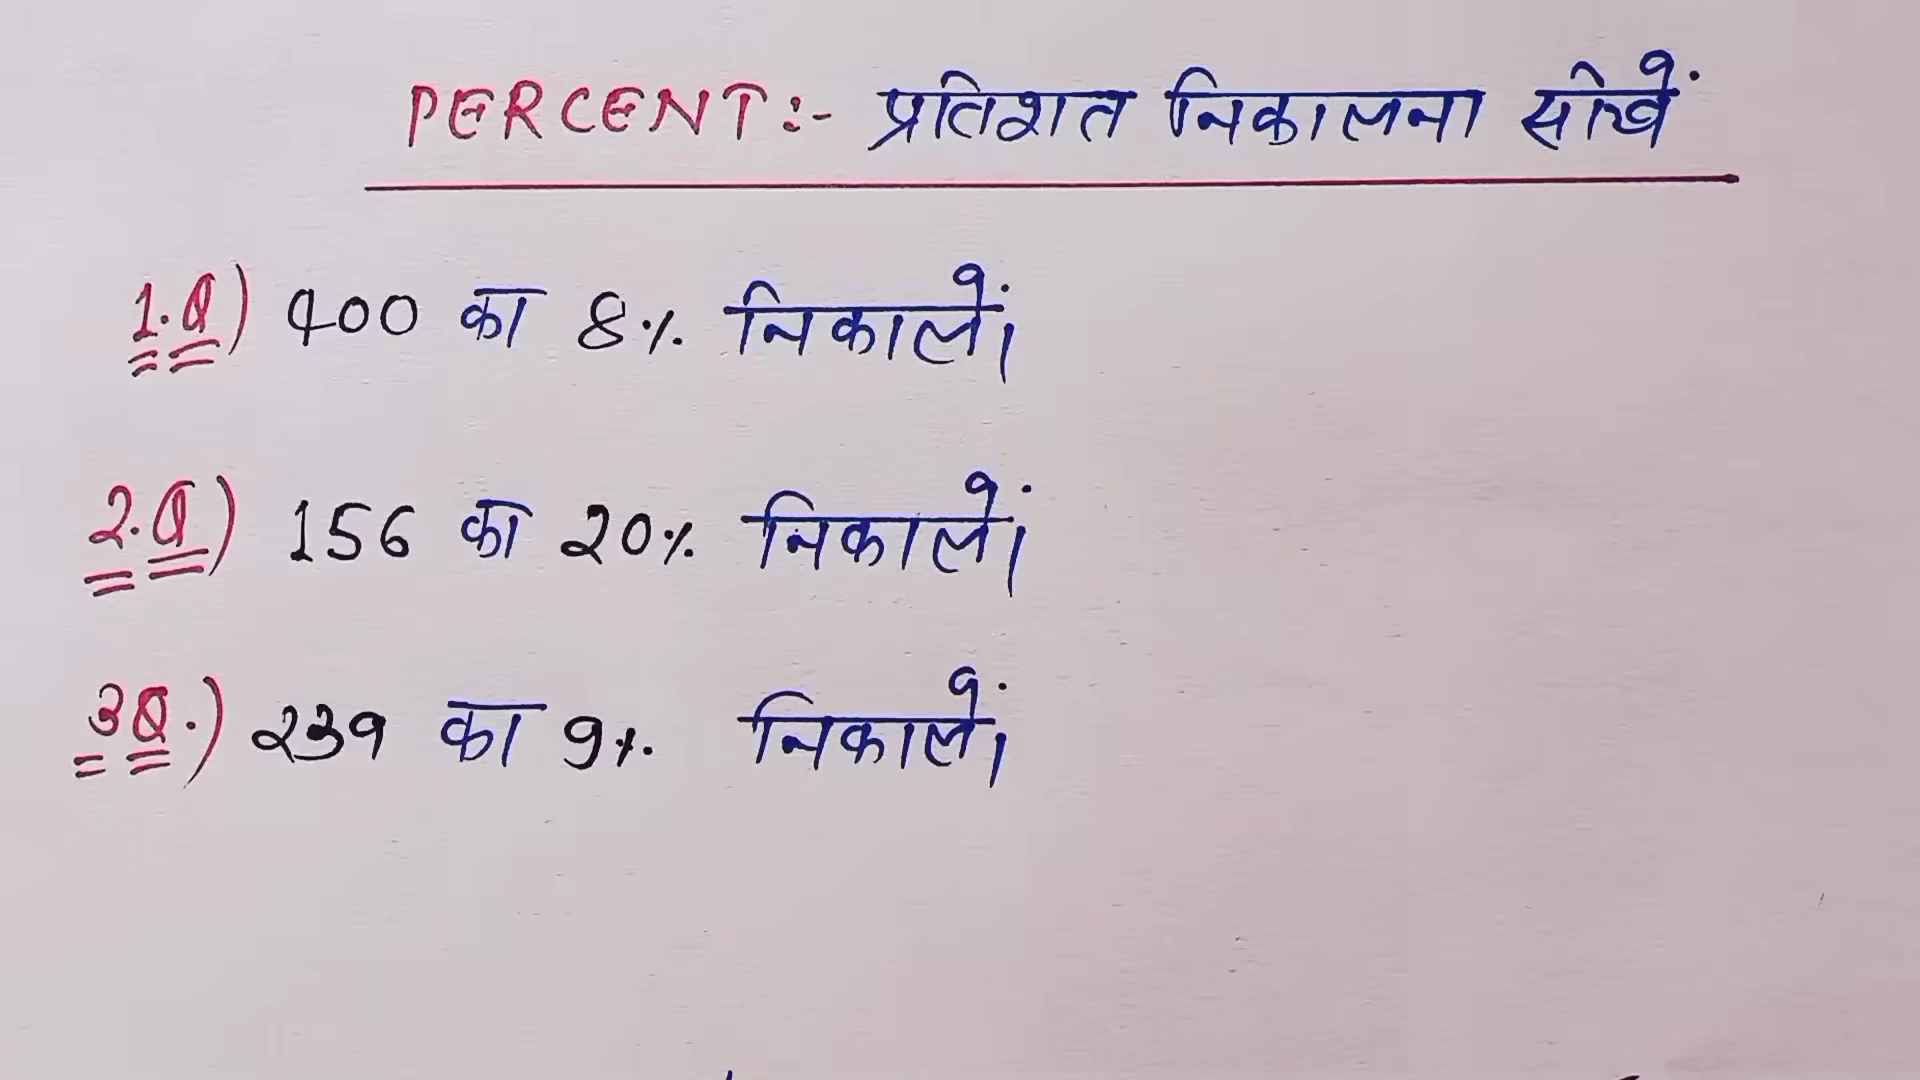 PERCENT:- प्रतिशत निकालना सीखें
1.Q) 400 का 8% निकालें।
2.Q) 156 का 20% निकालें।
3Q.) 239 का 9% निकालें।